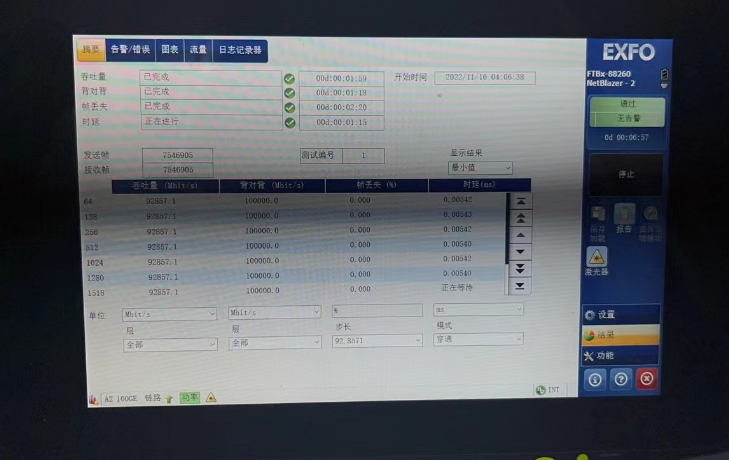 摘要 告警/错误 图表 流量 日志记录器
EXFO
FTBx-88260
NetBlazer - 2
吞吐量 已完成 00d:00:01:59 开始时间 2022/11/16 04:06:38
背对背 已完成 00d:00:01:18
帧丢失 已完成 00d:00:02:20
时延 正在进行 00d:00:01:15
通过
无告警
0d 00:06:57
停止
发送帧 7546905 测试编号 1 显示结果
接收帧 7546905 最小值
吞吐量 (Mbit/s) 背对背 (Mbit/s) 帧丢失 (%) 时延(ms)
64 92857.1 100000.0 0.000 0.00542
128 92857.1 100000.0 0.000
256 92857.1 100000.0 0.000 0.00542
512 92857.1 100000.0 0.000 0.00540
1024 92857.1 100000.0 0.000 0.00542
1280 92857.1 100000.0 0.000 0.00540
1518 92857.1 100000.0 0.000 正在等待
报告
激光器
单位 Mbit/s Mbit/s % ms
层 层 步长 模式
全部 全部 92.8571 穿通
设置
结果
功能
AZ 100GE 链路 功率 INT